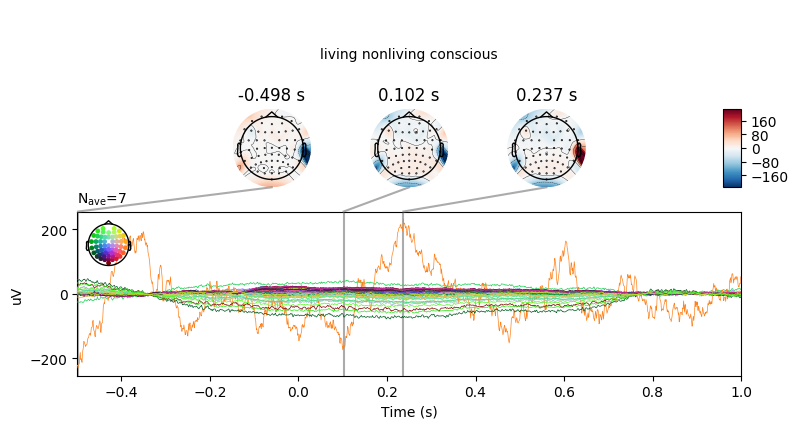 living nonliving conscious
-0.498 s
0.102 s
0.237 s
160
80
0
−80
−160
Nave=7
200
0
−200
uV
−0.4
−0.2
0.0
0.2
0.4
0.6
0.8
1.0
Time (s)